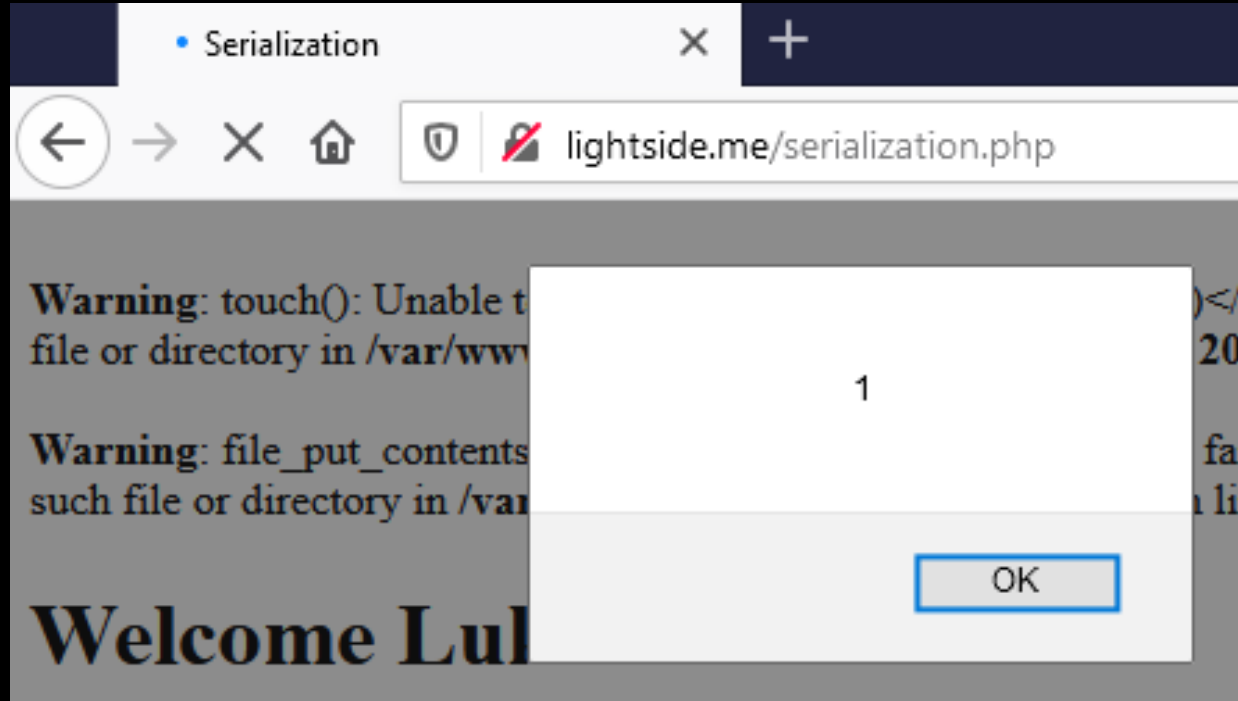 Serialization
lightside.me/serialization.php
Warning: touch(): Unable t )</
file or directory in /var/www 20
1
Warning: file_put_contents fa
such file or directory in /var li
OK
Welcome Luk